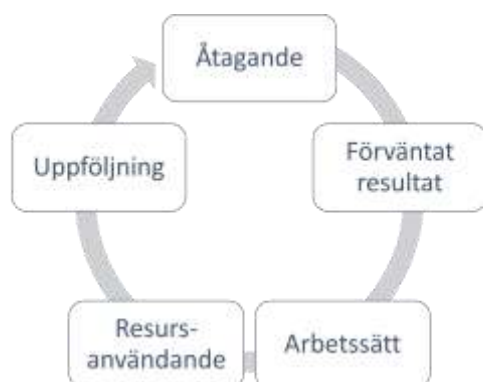 Åtagande
Förväntat
resultat
Arbetssätt
Resurs-
användande
Uppföljning